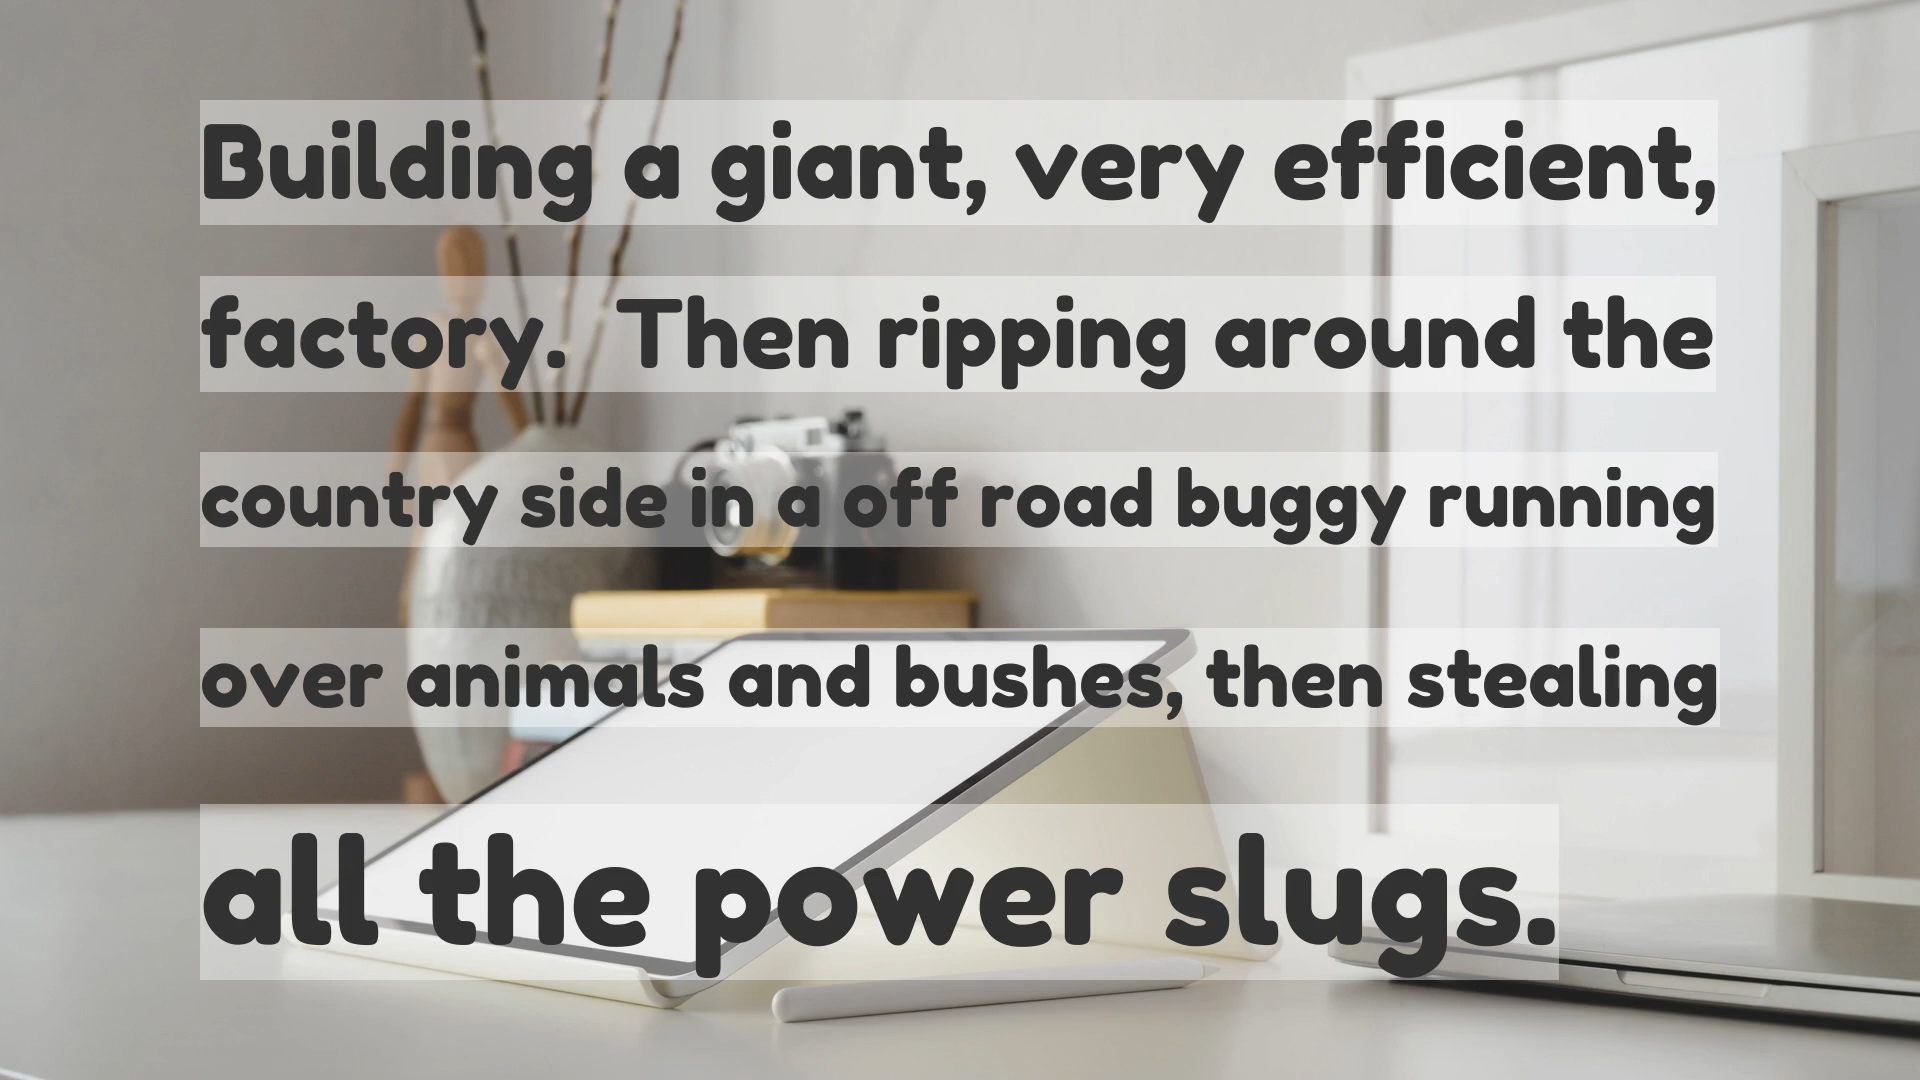 Building a giant, very efficient,
factory.  Then ripping around the
country side in a off road buggy running
over animals and bushes, then stealing
all the power slugs.